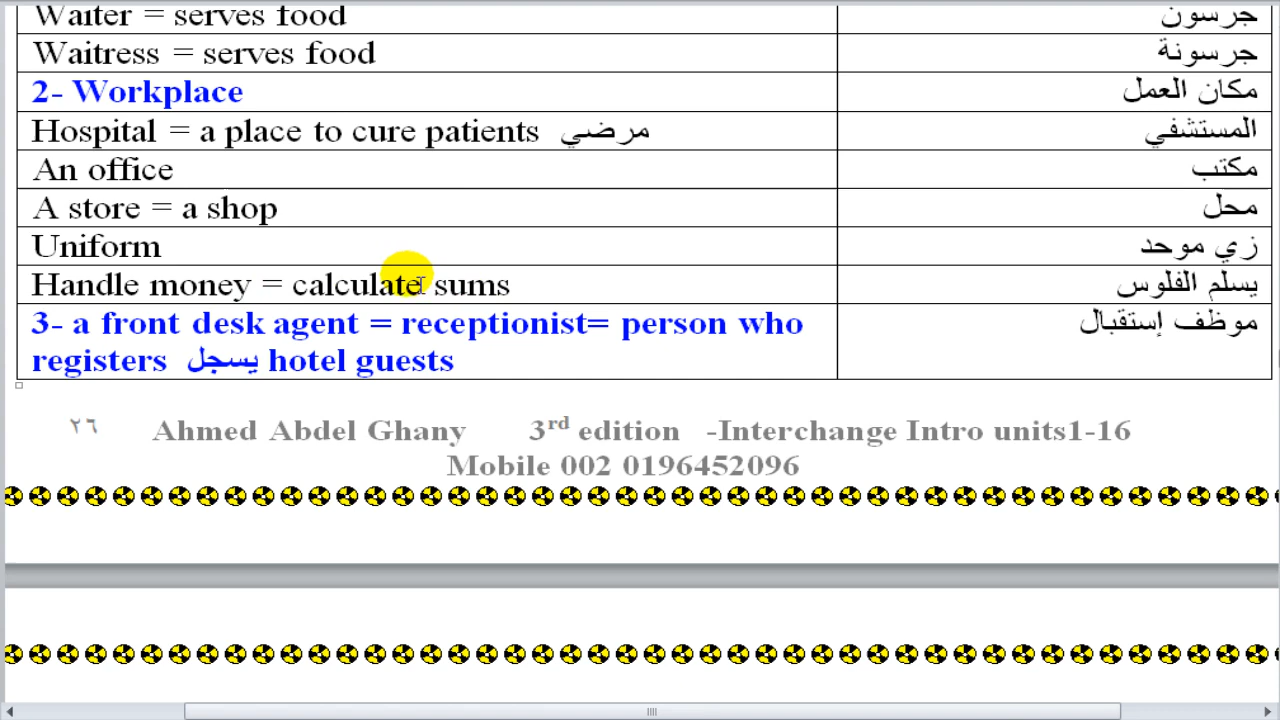 Waiter = serves food جرسون
Waitress = serves food جرسونة
2- Workplace مكان العمل
Hospital = a place to cure patients مرضي المستشفي
An office مكتب
A store = a shop محل
Uniform زي موحد
Handle money = calculate sums يسلم الفلوس
3- a front desk agent = receptionist= person who موظف إستقبال
registers يسجل hotel guests
٢٦ Ahmed Abdel Ghany 3rd edition -Interchange Intro units1-16
Mobile 002 0196452096